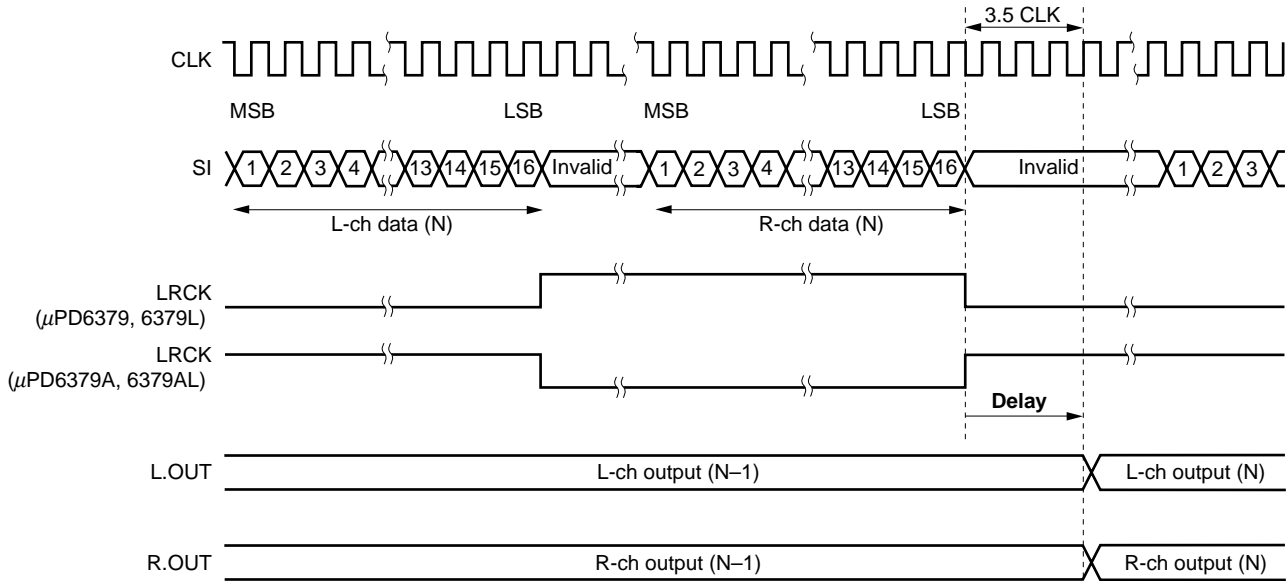 3.5 CLK
CLK
MSB LSB MSB LSB
SI 1 2 3 4 13 14 15 16 Invalid 1 2 3 4 13 14 15 16 Invalid 1 2 3
L-ch data (N) R-ch data (N)
LRCK
(μPD6379, 6379L)
LRCK
(μPD6379A, 6379AL)
Delay
L.OUT L-ch output (N–1) L-ch output (N)
R.OUT R-ch output (N–1) R-ch output (N)